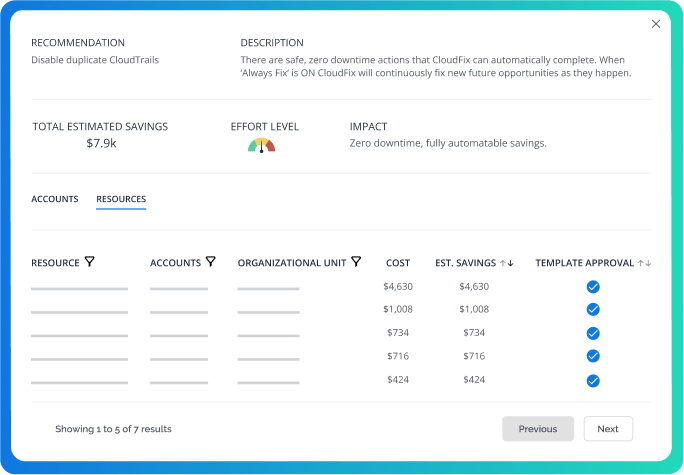 RECOMMENDATION
Disable duplicate CloudTrails
DESCRIPTION
There are safe, zero downtime actions that CloudFix can automatically complete. When
'Always Fix' is ON CloudFix will continuously fix new future opportunities as they happen.
TOTAL ESTIMATED SAVINGS
$7.9k
EFFORT LEVEL
IMPACT
Zero downtime, fully automatable savings.
ACCOUNTS RESOURCES
RESOURCE ACCOUNTS ORGANIZATIONAL UNIT COST EST. SAVINGS ↑↓ TEMPLATE APPROVAL ↑↓
$4,630 $4,630
$1,008 $1,008
$734 $734
$716 $716
$424 $424
Showing 1 to 5 of 7 results Previous Next